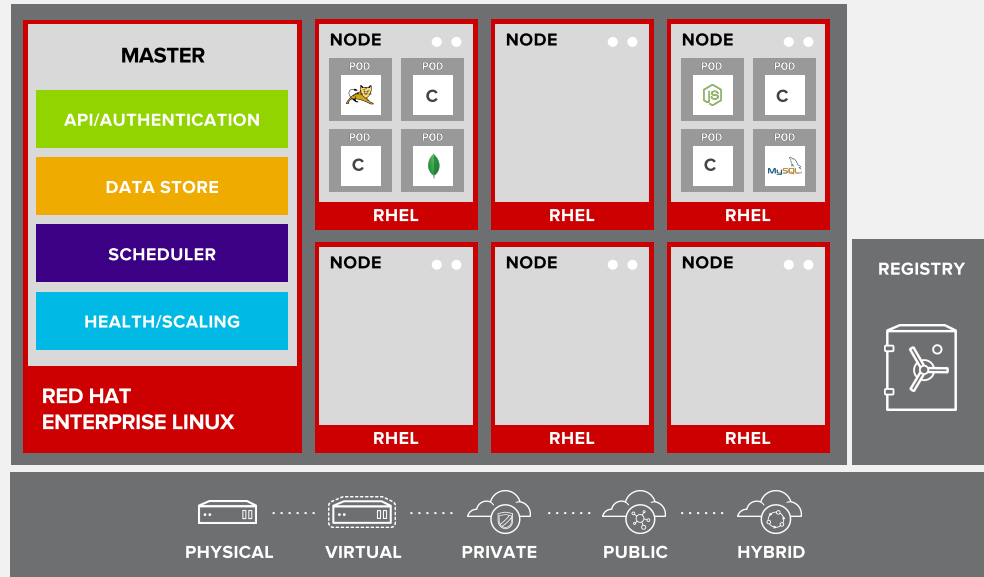 MASTER
API/AUTHENTICATION
DATA STORE
SCHEDULER
HEALTH/SCALING
RED HAT
ENTERPRISE LINUX
NODE
POD
POD
C
POD
POD
C
RHEL
NODE
RHEL
NODE
POD
POD
JS
C
POD
POD
C
MySQL
RHEL
NODE
RHEL
NODE
RHEL
NODE
RHEL
REGISTRY
PHYSICAL
VIRTUAL
PRIVATE
PUBLIC
HYBRID